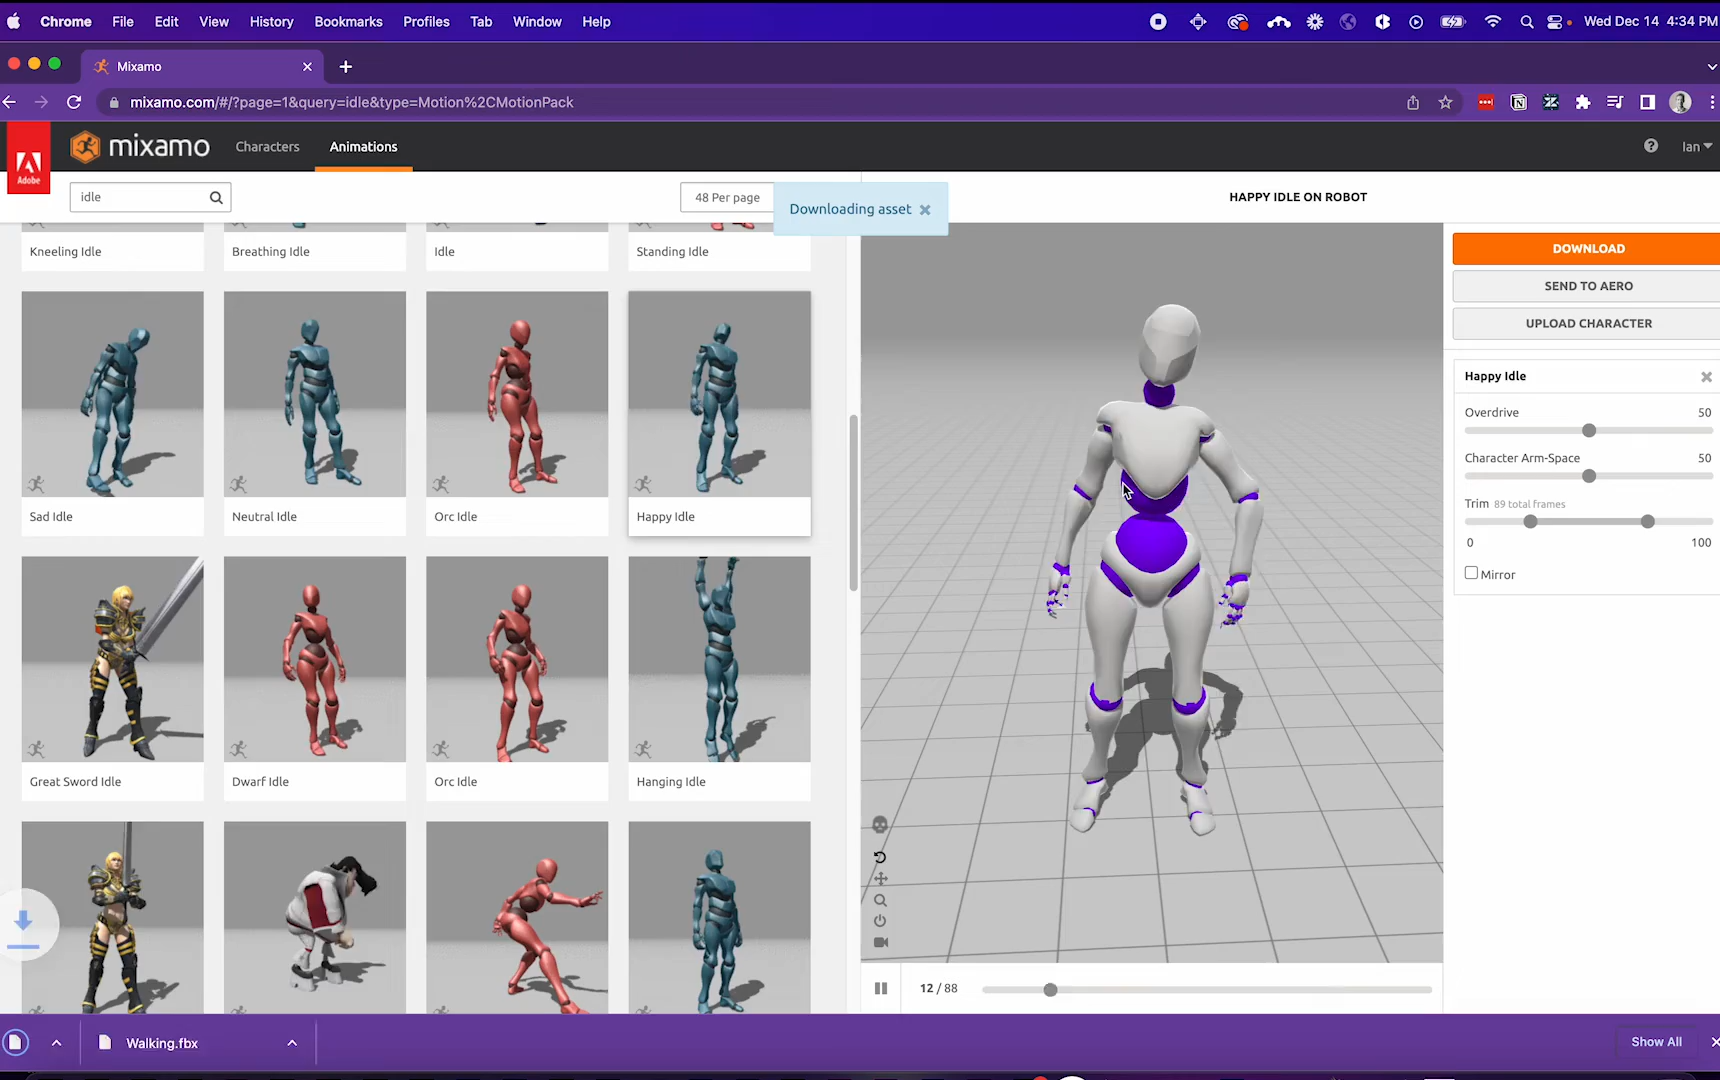 Chrome File Edit View History Bookmarks Profiles Tab Window Help Wed Dec 14 4:34 PM
Mixamo
mixamo.com/#/?page=1&query=idle&type=Motion%2CMotionPack
Adobe
mixamo Characters Animations Ian
idle 48 Per page Downloading asset HAPPY IDLE ON ROBOT
Kneeling Idle Breathing Idle Idle Standing Idle
Sad Idle Neutral Idle Orc Idle Happy Idle
Great Sword Idle Dwarf Idle Orc Idle Hanging Idle
12 / 88
DOWNLOAD
SEND TO AERO
UPLOAD CHARACTER
Happy Idle
Overdrive 50
Character Arm-Space 50
Trim 89 total frames
0 100
Mirror
Walking.fbx Show All